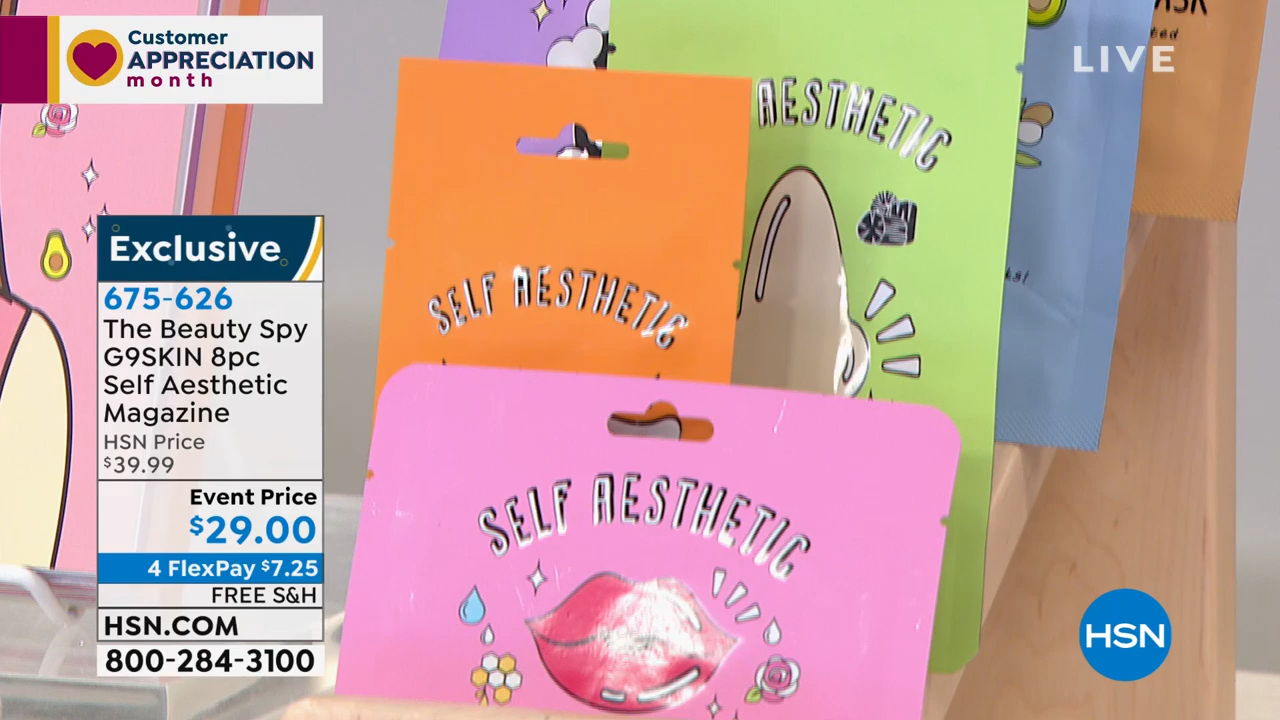 Customer
APPRECIATION
month
LIVE
Exclusive
675-626
The Beauty Spy
G9SKIN 8pc
Self Aesthetic
Magazine
HSN Price
$39.99
Event Price
$29.00
4 FlexPay $7.25
FREE S&H
HSN.COM
800-284-3100
AESTHETIC
SELF AESTHETIC
SELF AESTHETIC
HSN